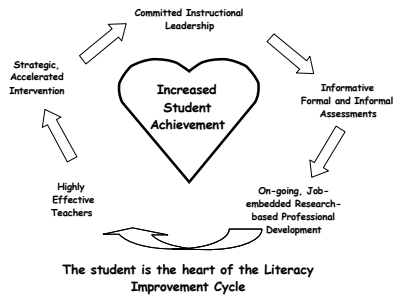 Committed Instructional
Leadership
Strategic,
Accelerated
Intervention
Increased
Student
Achievement
Informative
Formal and Informal
Assessments
Highly
Effective
Teachers
On-going, Job-
embedded Research-
based Professional
Development
The student is the heart of the Literacy
Improvement Cycle